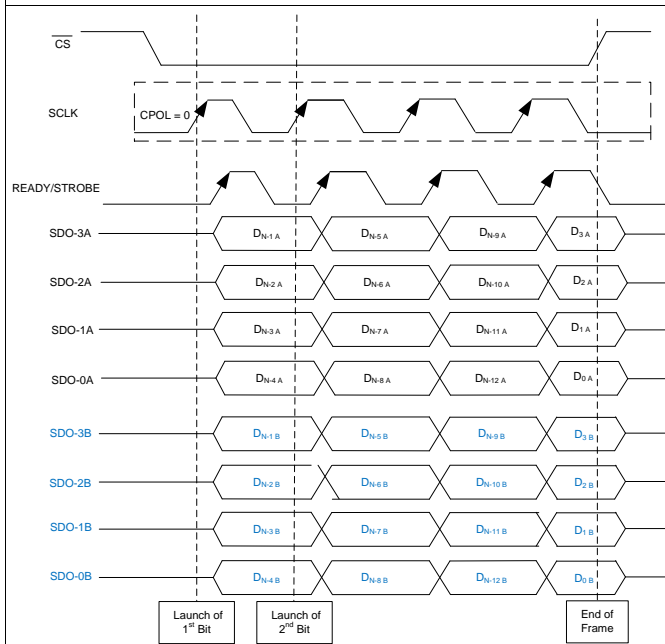 CS
SCLK
CPOL = 0
READY/STROBE
SDO-3A DN-1 A DN-5 A DN-9 A D3 A
SDO-2A DN-2 A DN-6 A DN-10 A D2 A
SDO-1A DN-3 A DN-7 A DN-11 A D1 A
SDO-0A DN-4 A DN-8 A DN-12 A D0 A
SDO-3B DN-1 B DN-5 B DN-9 B D3 B
SDO-2B DN-2 B DN-6 B DN-10 B D2 B
SDO-1B DN-3 B DN-7 B DN-11 B D1 B
SDO-0B DN-4 B DN-8 B DN-12 B D0 B
Launch of
1st Bit
Launch of
2nd Bit
End of
Frame